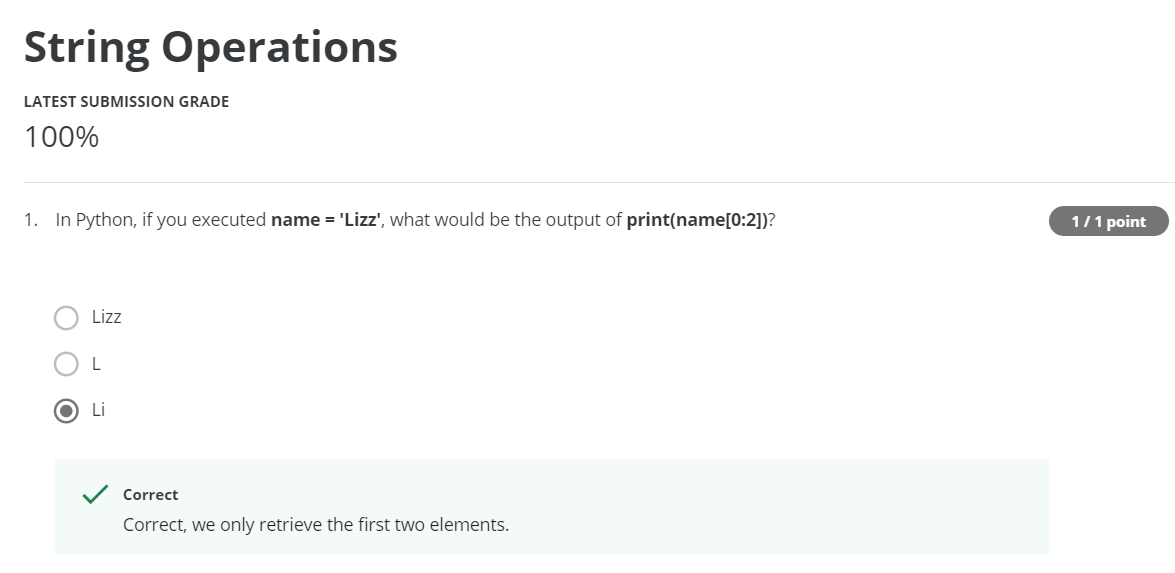 String Operations
LATEST SUBMISSION GRADE
100%
1. In Python, if you executed name = 'Lizz', what would be the output of print(name[0:2])? 1 / 1 point
Lizz
L
Li
Correct
Correct, we only retrieve the first two elements.